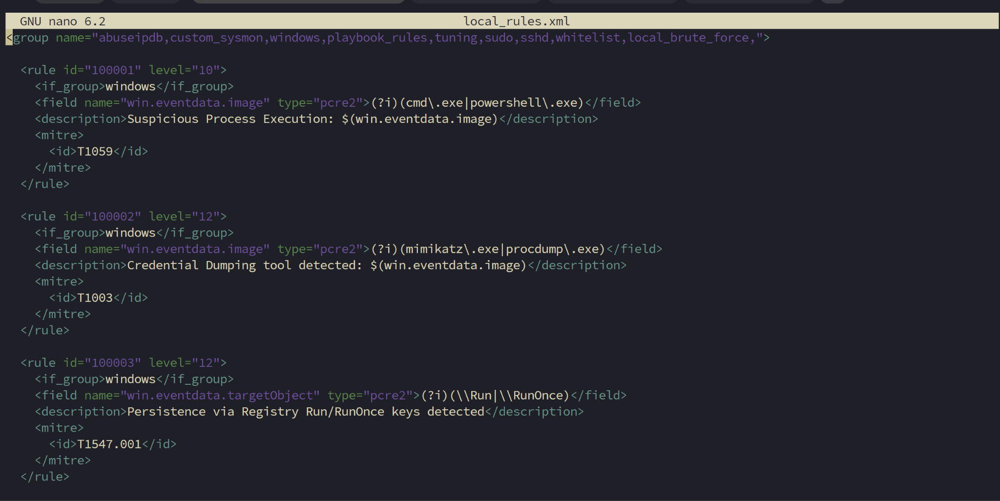 GNU nano 6.2 local_rules.xml
<group name="abuseipdb,custom_sysmon,windows,playbook_rules,tuning,sudo,sshd,whitelist,local_brute_force,">
<rule id="100001" level="10">
<if_group>windows</if_group>
<field name="win.eventdata.image" type="pcre2">(?i)(cmd\.exe|powershell\.exe)</field>
<description>Suspicious Process Execution: $(win.eventdata.image)</description>
<mitre>
<id>T1059</id>
</mitre>
</rule>
<rule id="100002" level="12">
<if_group>windows</if_group>
<field name="win.eventdata.image" type="pcre2">(?i)(mimikatz\.exe|procdump\.exe)</field>
<description>Credential Dumping tool detected: $(win.eventdata.image)</description>
<mitre>
<id>T1003</id>
</mitre>
</rule>
<rule id="100003" level="12">
<if_group>windows</if_group>
<field name="win.eventdata.targetObject" type="pcre2">(?i)(\\Run|\\RunOnce)</field>
<description>Persistence via Registry Run/RunOnce keys detected</description>
<mitre>
<id>T1547.001</id>
</mitre>
</rule>